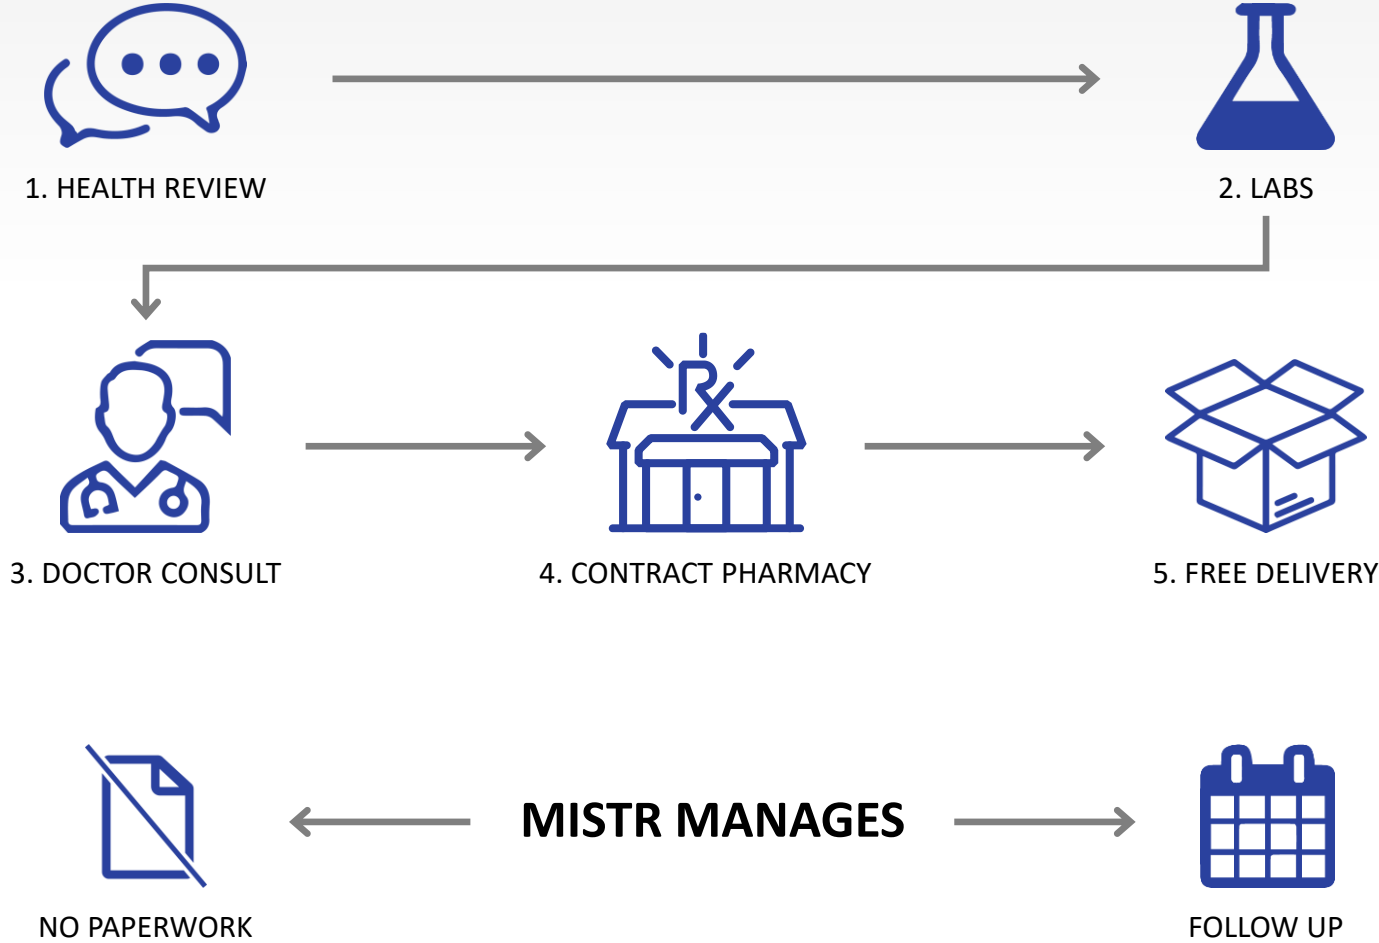 1. HEALTH REVIEW
2. LABS
3. DOCTOR CONSULT
4. CONTRACT PHARMACY
5. FREE DELIVERY
MISTR MANAGES
NO PAPERWORK
FOLLOW UP